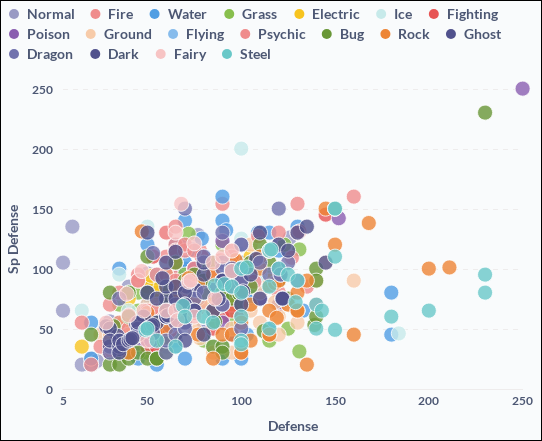 Normal Fire Water Grass Electric Ice Fighting
Poison Ground Flying Psychic Bug Rock Ghost
Dragon Dark Fairy Steel
250
200
150
100
50
0
Sp Defense
5 50 100 150 200 250
Defense